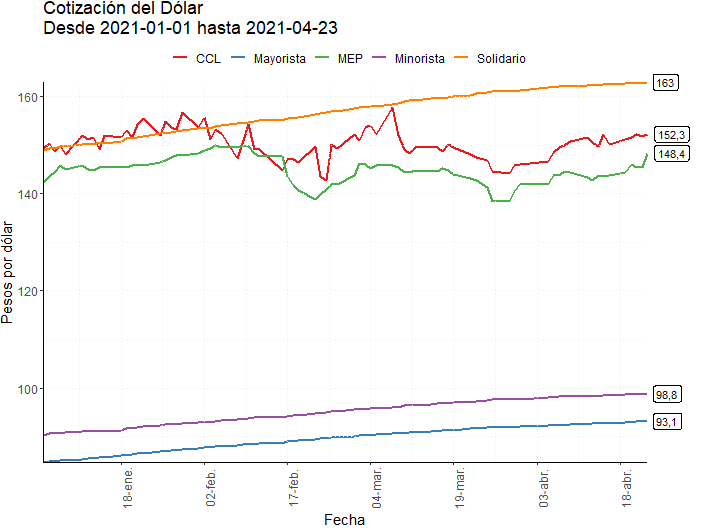 Cotización del Dólar
Desde 2021-01-01 hasta 2021-04-23
CCL Mayorista MEP Minorista Solidario
Pesos por dólar
160
140
120
100
163
152,3
148,4
98,8
93,1
18-ene.
02-feb.
17-feb.
04-mar.
19-mar.
03-abr.
18-abr.
Fecha